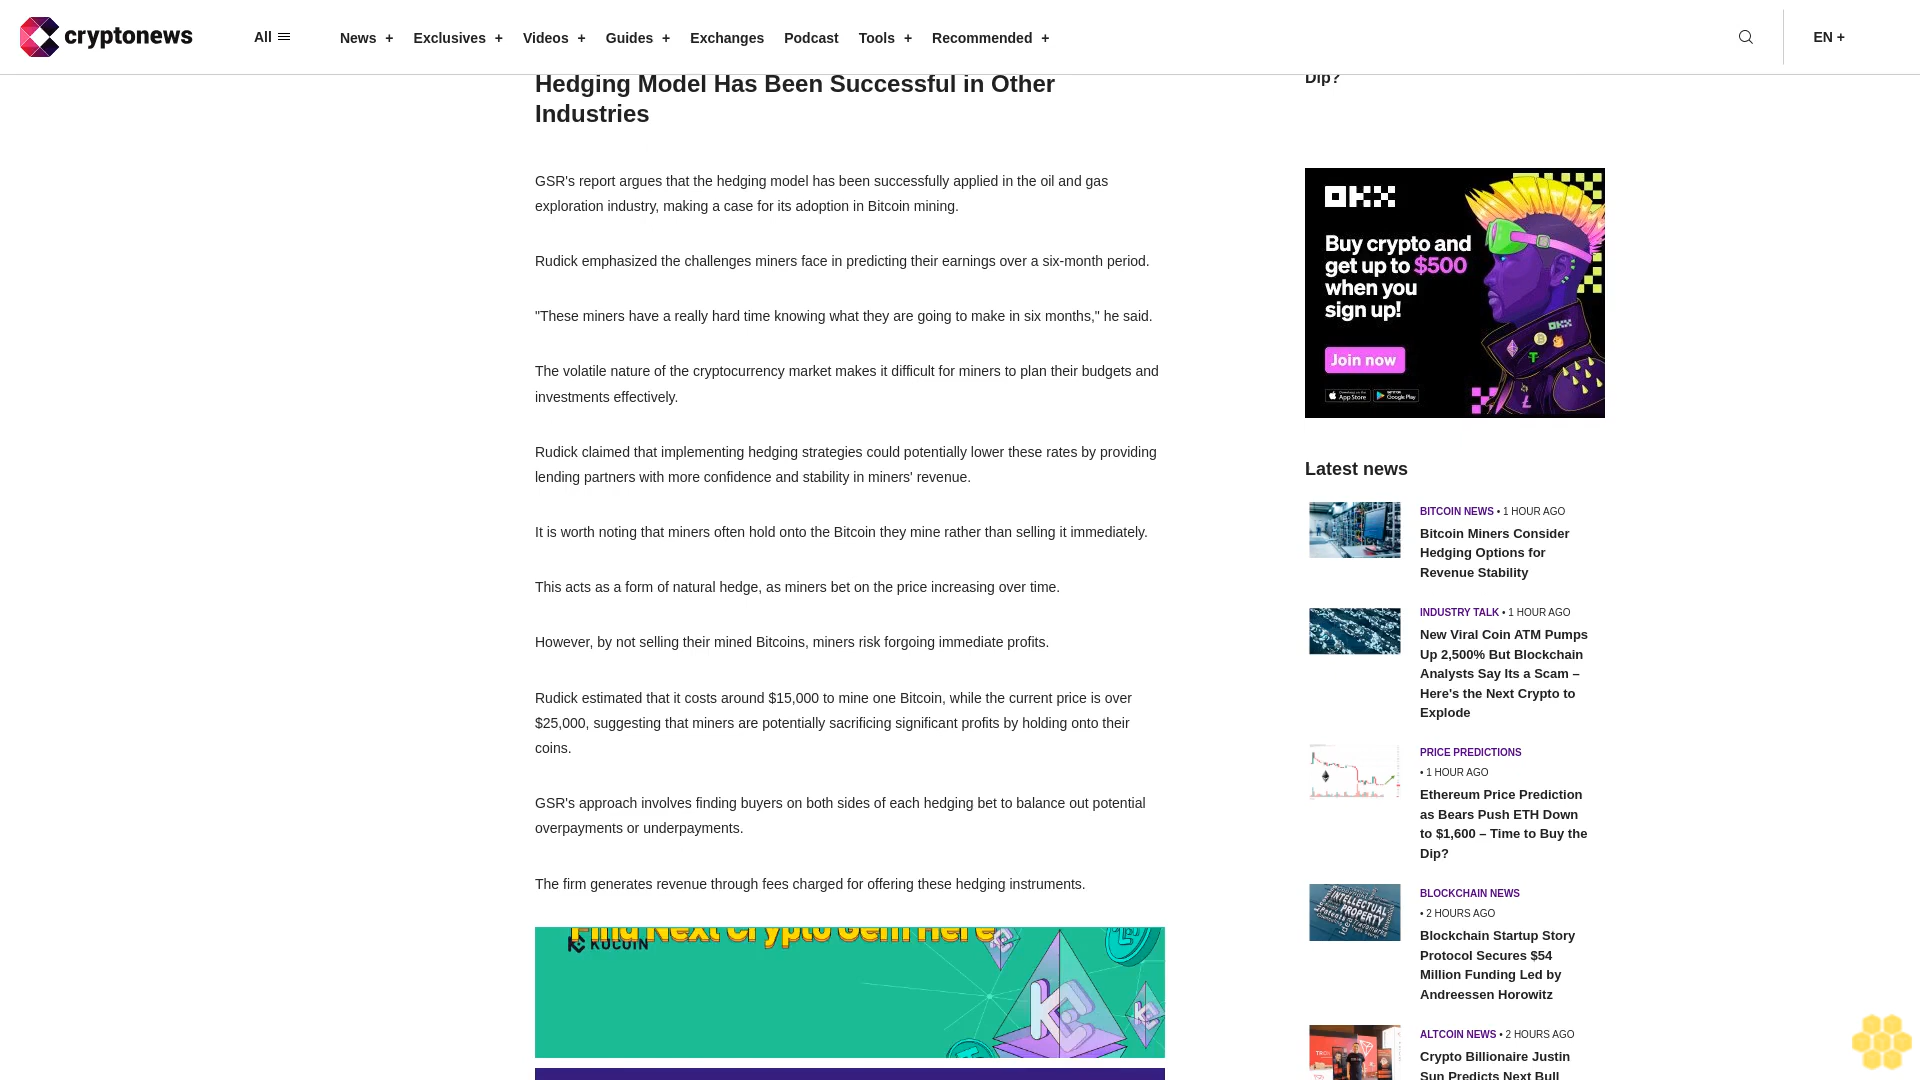 cryptonews
All
News +
Exclusives +
Videos +
Guides +
Exchanges
Podcast
Tools +
Recommended +
EN +
Hedging Model Has Been Successful in Other
Industries
GSR's report argues that the hedging model has been successfully applied in the oil and gas
exploration industry, making a case for its adoption in Bitcoin mining.
Rudick emphasized the challenges miners face in predicting their earnings over a six-month period.
"These miners have a really hard time knowing what they are going to make in six months," he said.
The volatile nature of the cryptocurrency market makes it difficult for miners to plan their budgets and
investments effectively.
Rudick claimed that implementing hedging strategies could potentially lower these rates by providing
lending partners with more confidence and stability in miners' revenue.
It is worth noting that miners often hold onto the Bitcoin they mine rather than selling it immediately.
This acts as a form of natural hedge, as miners bet on the price increasing over time.
However, by not selling their mined Bitcoins, miners risk forgoing immediate profits.
Rudick estimated that it costs around $15,000 to mine one Bitcoin, while the current price is over
$25,000, suggesting that miners are potentially sacrificing significant profits by holding onto their
coins.
GSR's approach involves finding buyers on both sides of each hedging bet to balance out potential
overpayments or underpayments.
The firm generates revenue through fees charged for offering these hedging instruments.
Find Next Crypto Gem Here
KUCOIN
Dip?
OKX
Buy crypto and
get up to $500
when you
sign up!
Join now
App Store
Google Play
Latest news
BITCOIN NEWS • 1 HOUR AGO
Bitcoin Miners Consider
Hedging Options for
Revenue Stability
INDUSTRY TALK • 1 HOUR AGO
New Viral Coin ATM Pumps
Up 2,500% But Blockchain
Analysts Say Its a Scam –
Here's the Next Crypto to
Explode
PRICE PREDICTIONS
• 1 HOUR AGO
Ethereum Price Prediction
as Bears Push ETH Down
to $1,600 – Time to Buy the
Dip?
INTELLECTUAL
PROPERTY
BLOCKCHAIN NEWS
• 2 HOURS AGO
Blockchain Startup Story
Protocol Secures $54
Million Funding Led by
Andreessen Horowitz
ALTCOIN NEWS • 2 HOURS AGO
Crypto Billionaire Justin
Sun Predicts Next Bull